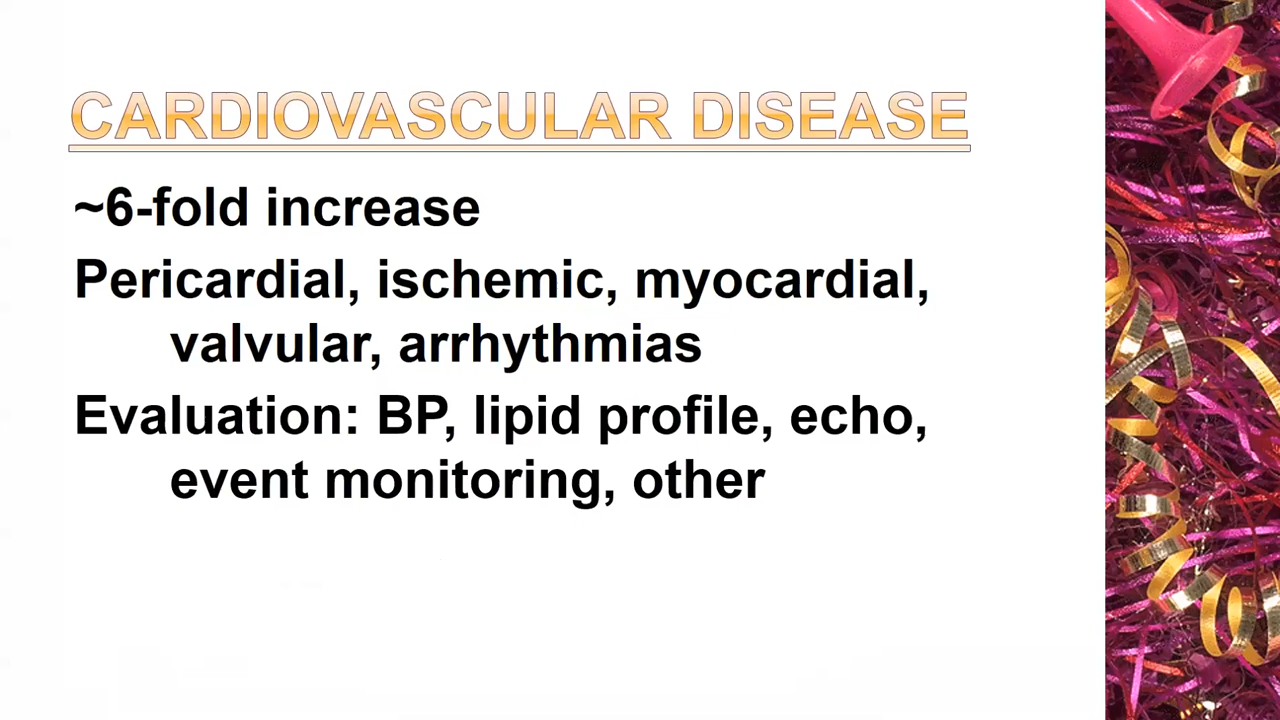 CARDIOVASCULAR DISEASE
~6-fold increase
Pericardial, ischemic, myocardial,
valvular, arrhythmias
Evaluation: BP, lipid profile, echo,
event monitoring, other